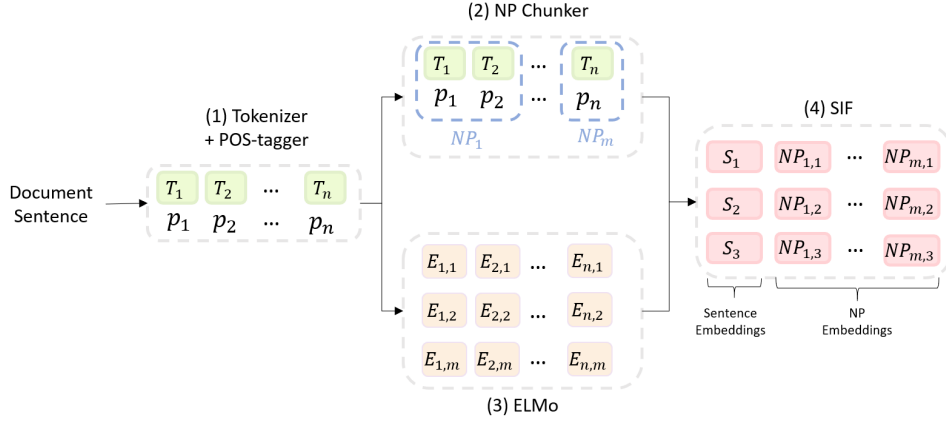 (2) NP Chunker
T1 T2 ... Tn
p1 p2 ... pn
NP1 NPm
(1) Tokenizer
+ POS-tagger
T1 T2 ... Tn
p1 p2 ... pn
Document
Sentence
E1,1 E2,1 ... En,1
E1,2 E2,2 ... En,2
E1,m E2,m ... En,m
(3) ELMo
(4) SIF
S1 NP1,1 ... NPm,1
S2 NP1,2 ... NPm,2
S3 NP1,3 ... NPm,3
Sentence
Embeddings
NP
Embeddings